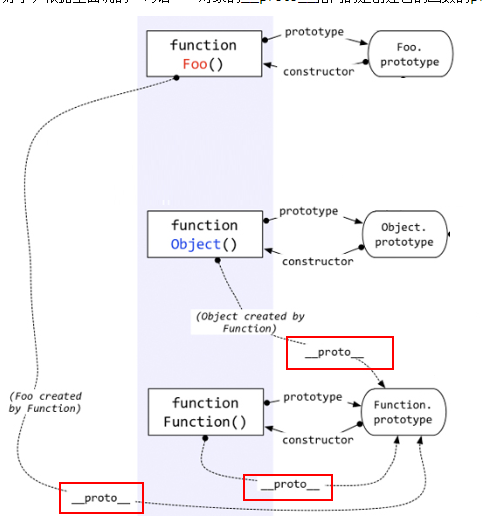 function
Foo()
prototype
constructor
Foo.
prototype
function
Object()
prototype
constructor
Object.
prototype
(Object created by
Function)
__proto__
(Foo created
by Function)
function
Function()
prototype
constructor
Function.
prototype
__proto__
__proto__